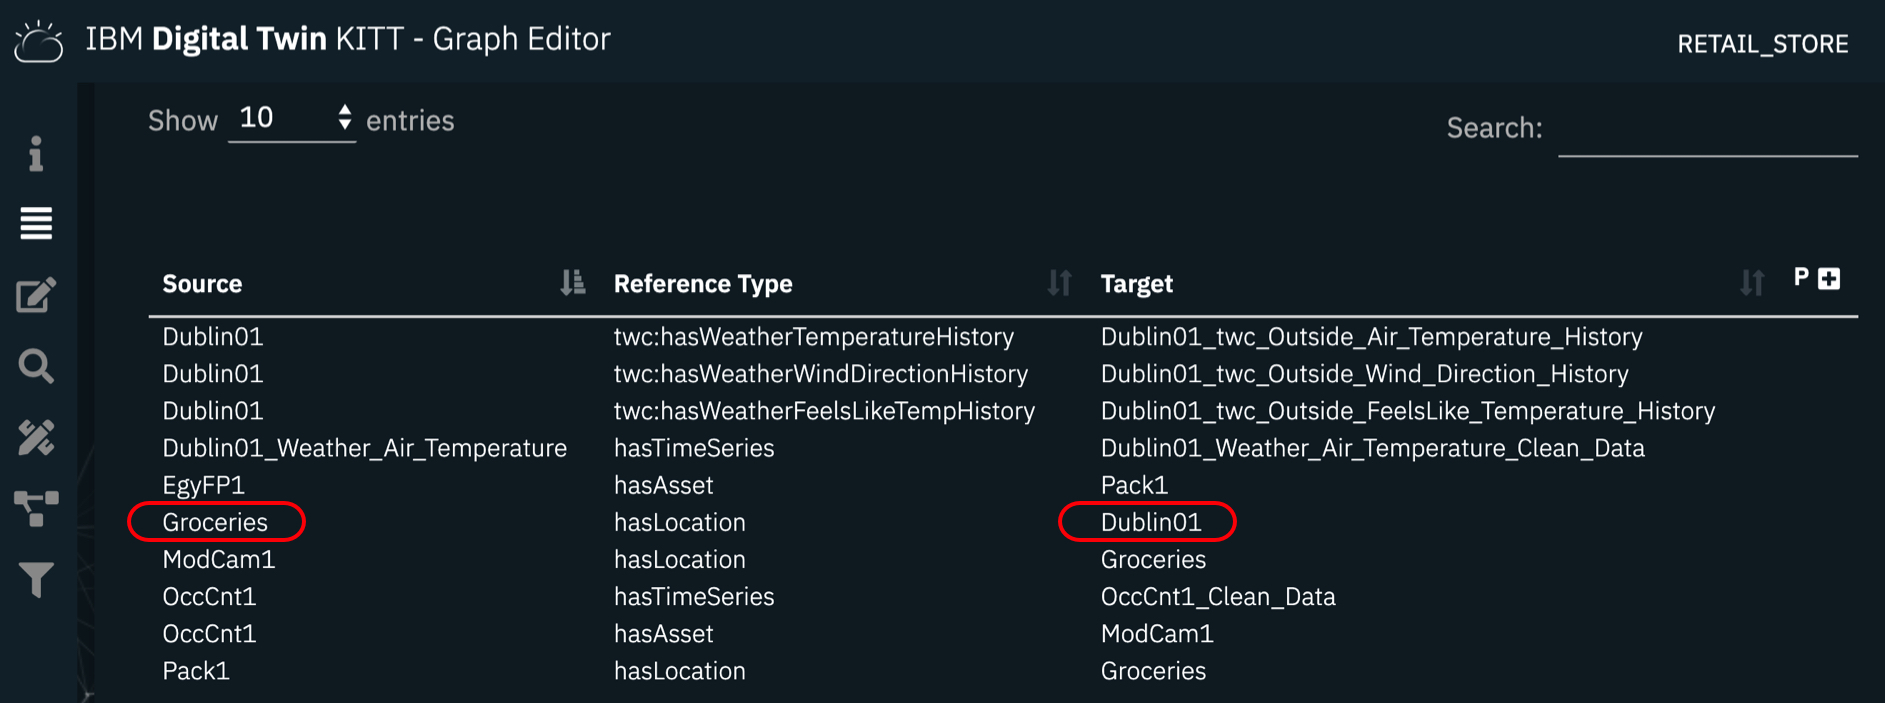 IBM Digital Twin KITT - Graph Editor
RETAIL_STORE
Show 10 entries
Search:
Source Reference Type Target P
Dublin01 twc:hasWeatherTemperatureHistory Dublin01_twc_Outside_Air_Temperature_History
Dublin01 twc:hasWeatherWindDirectionHistory Dublin01_twc_Outside_Wind_Direction_History
Dublin01 twc:hasWeatherFeelsLikeTempHistory Dublin01_twc_Outside_FeelsLike_Temperature_History
Dublin01_Weather_Air_Temperature hasTimeSeries Dublin01_Weather_Air_Temperature_Clean_Data
EgyFP1 hasAsset Pack1
Groceries hasLocation Dublin01
ModCam1 hasLocation Groceries
OccCnt1 hasTimeSeries OccCnt1_Clean_Data
OccCnt1 hasAsset ModCam1
Pack1 hasLocation Groceries